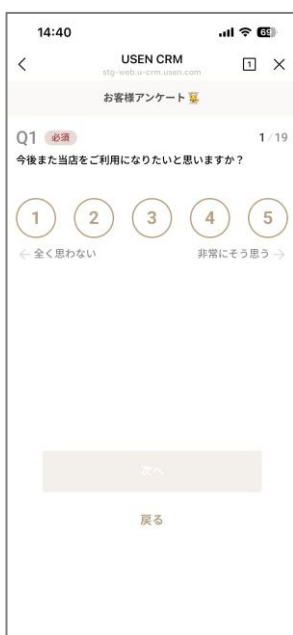 14:40
69
USEN CRM
stg-web.u-crm.usen.com
1
お客様アンケート
Q1 必須 1/19
今後また当店をご利用になりたいと思いますか？
1 2 3 4 5
←全く思わない 非常にそう思う→
次へ
戻る